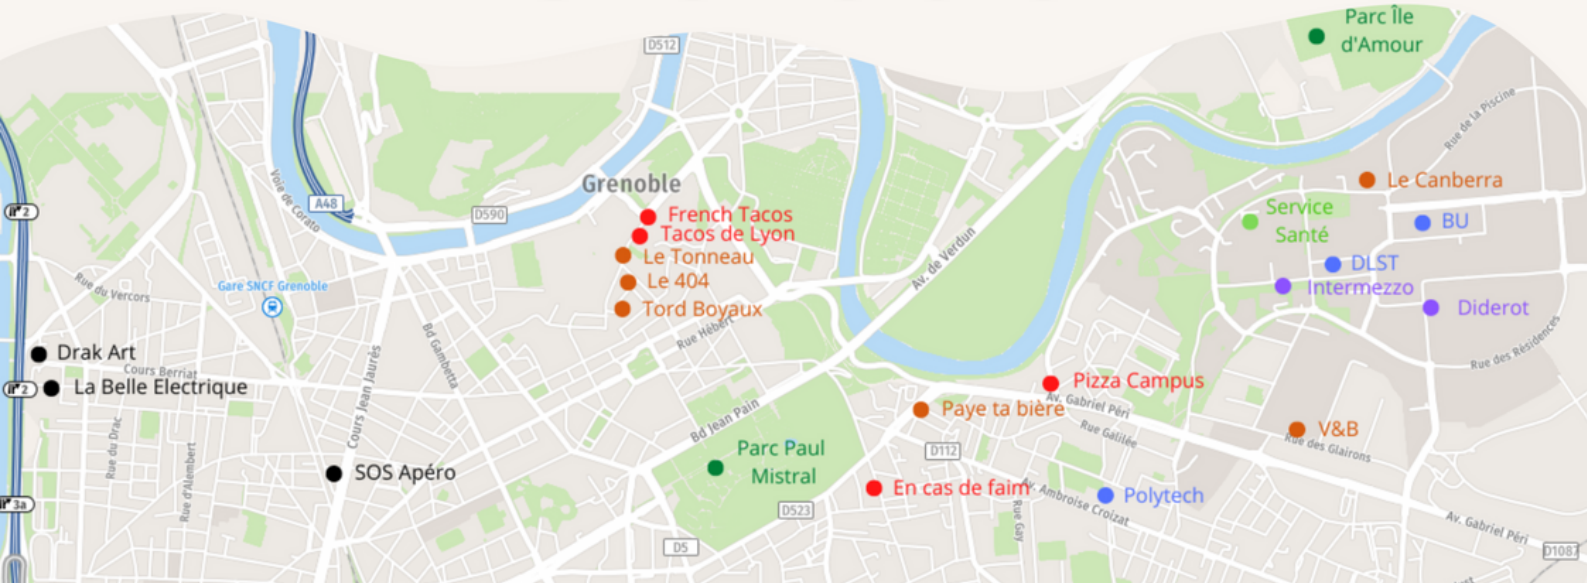 Parc Île
d'Amour
D512
Rue de la Piscine
Voie de Corato
A48
Grenoble
Le Canberra
D590
French Tacos
Tacos de Lyon
Service
Santé
BU
2
Av. de Verdun
Le Tonneau
DLST
Le 404
Intermezzo
Gare SNCF Grenoble
Rue du Vercors
Tord Boyaux
Diderot
Rue Hébert
Bd Gambetta
Rue des Résidences
Drak Art
Cours Berriat
Cours Jean Jaurès
2
La Belle Electrique
Pizza Campus
Av. Gabriel Péri
Paye ta bière
Bd Jean Pain
Rue Galilée
V&B
Rue des Glairons
Rue du Drac
Rue d'Alembert
Parc Paul
Mistral
D112
SOS Apéro
En cas de faim
Av. Ambroise Croizat
Polytech
3a
D523
Rue Gay
Av. Gabriel Péri
D5
D1087